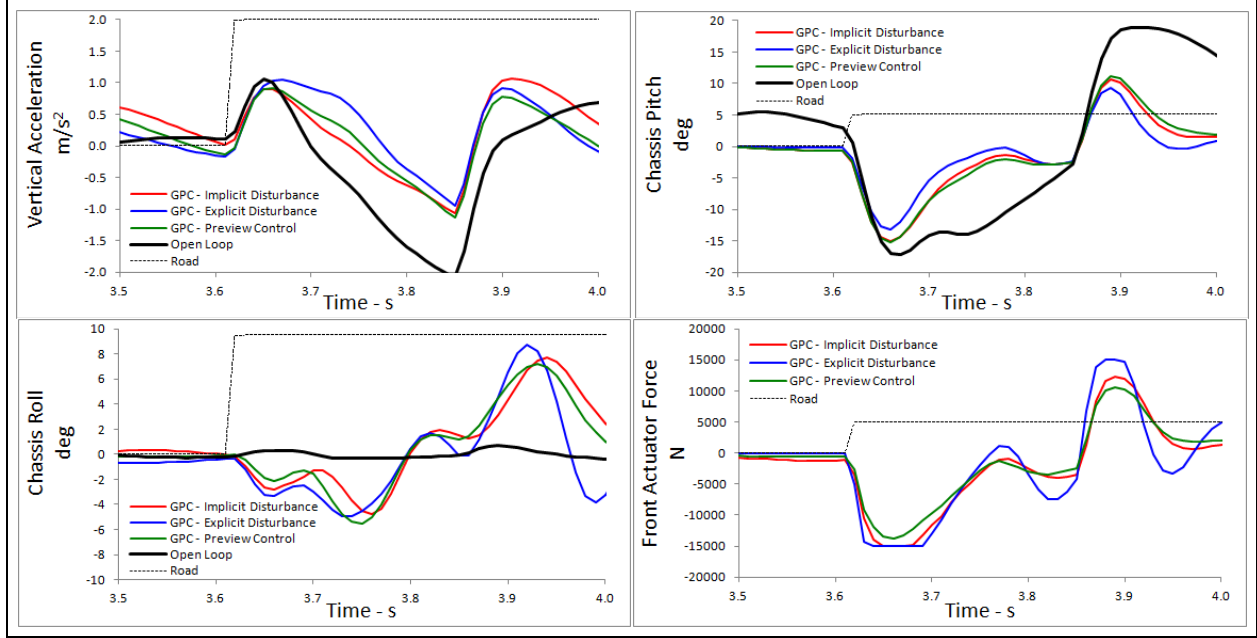 2.0
1.5
1.0
0.5
0.0
-0.5
-1.0
-1.5
-2.0
Vertical Acceleration
m/s²
GPC - Implicit Disturbance
GPC - Explicit Disturbance
GPC - Preview Control
Open Loop
Road
3.5 3.6 3.7 3.8 3.9 4.0
Time - s
20
15
10
5
0
-5
-10
-15
-20
Chassis Pitch
deg
GPC - Implicit Disturbance
GPC - Explicit Disturbance
GPC - Preview Control
Open Loop
Road
3.5 3.6 3.7 3.8 3.9 4.0
Time - s
10
8
6
4
2
0
-2
-4
-6
-8
-10
Chassis Roll
deg
GPC - Implicit Disturbance
GPC - Explicit Disturbance
GPC - Preview Control
Open Loop
Road
3.5 3.6 3.7 3.8 3.9 4.0
Time - s
20000
15000
10000
5000
0
-5000
-10000
-15000
-20000
Front Actuator Force
N
GPC - Implicit Disturbance
GPC - Explicit Disturbance
GPC - Preview Control
Road
3.5 3.6 3.7 3.8 3.9 4.0
Time - s